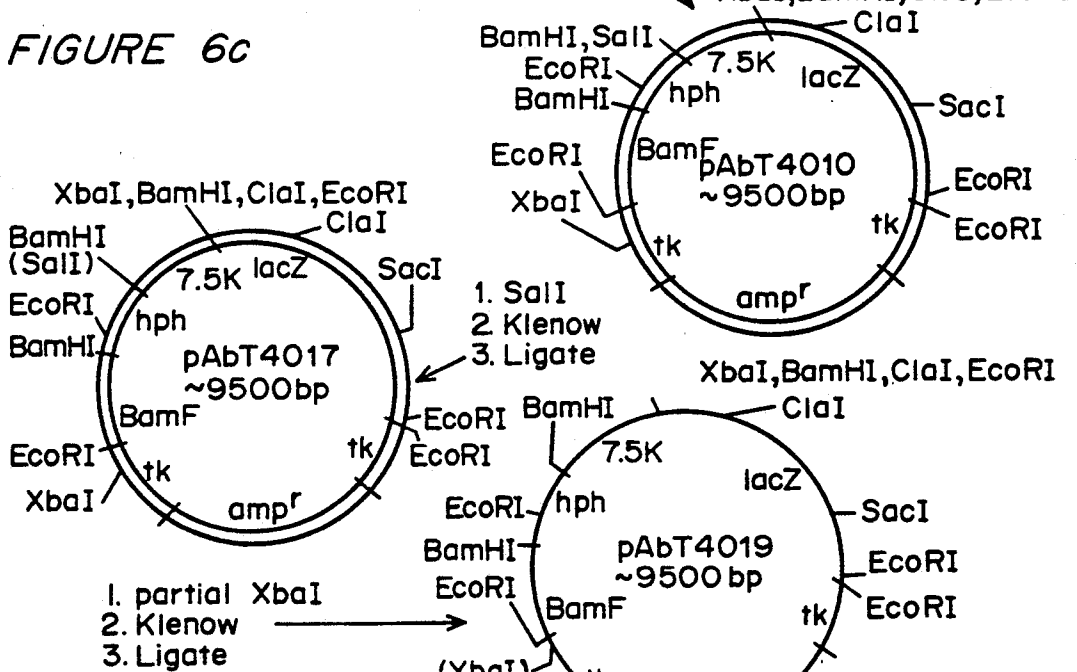 FIGURE 6c
ClaI
BamHI,SalI
EcoRI
BamHI
7.5K
lacZ
hph
SacI
EcoRI
BamF
pAbT4010
~9500bp
XbaI
EcoRI
EcoRI
tk
tk
ampr
XbaI,BamHI,ClaI,EcoRI
ClaI
BamHI
(SalI)
7.5K
lacZ
SacI
EcoRI
hph
BamHI
pAbT4017
~9500bp
BamF
EcoRI
EcoRI
EcoRI
XbaI
tk
tk
ampr
1. SalI
2. Klenow
3. Ligate
XbaI,BamHI,ClaI,EcoRI
BamHI
ClaI
7.5K
lacZ
EcoRI
hph
SacI
BamHI
pAbT4019
~9500bp
EcoRI
BamF
EcoRI
EcoRI
tk
(XbaI)
1. partial XbaI
2. Klenow
3. Ligate